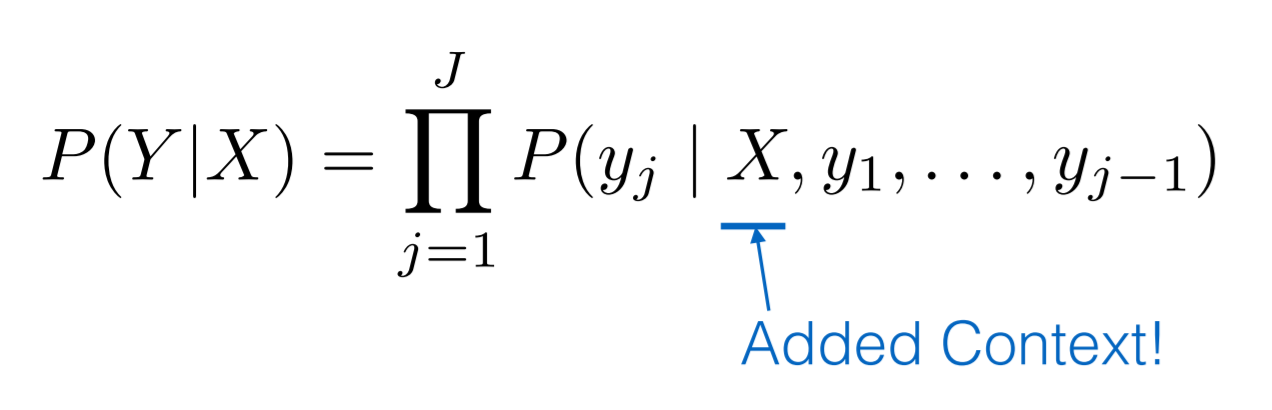 P(Y|X) = ∏_{j=1}^{J} P(y_j | X, y_1, . . . , y_{j−1})
Added Context!